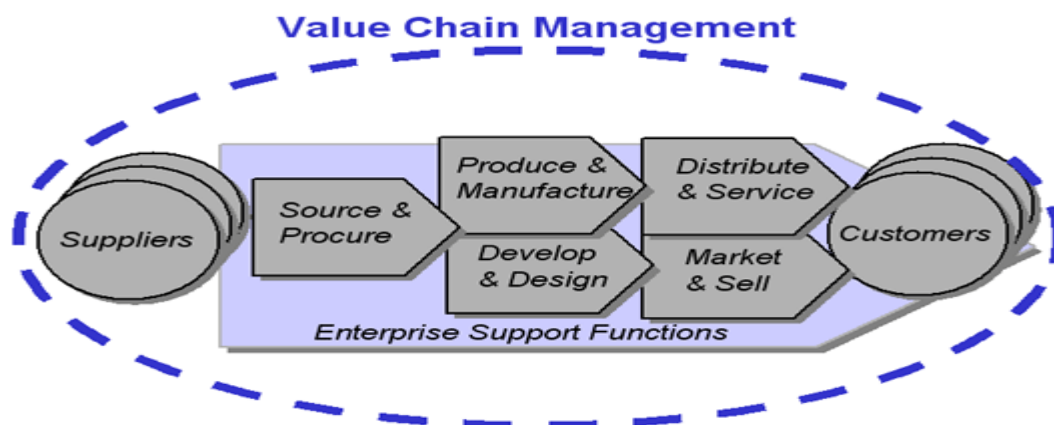 Value Chain Management
Suppliers
Source &
Procure
Produce &
Manufacture
Develop
& Design
Distribute
& Service
Market
& Sell
Customers
Enterprise Support Functions